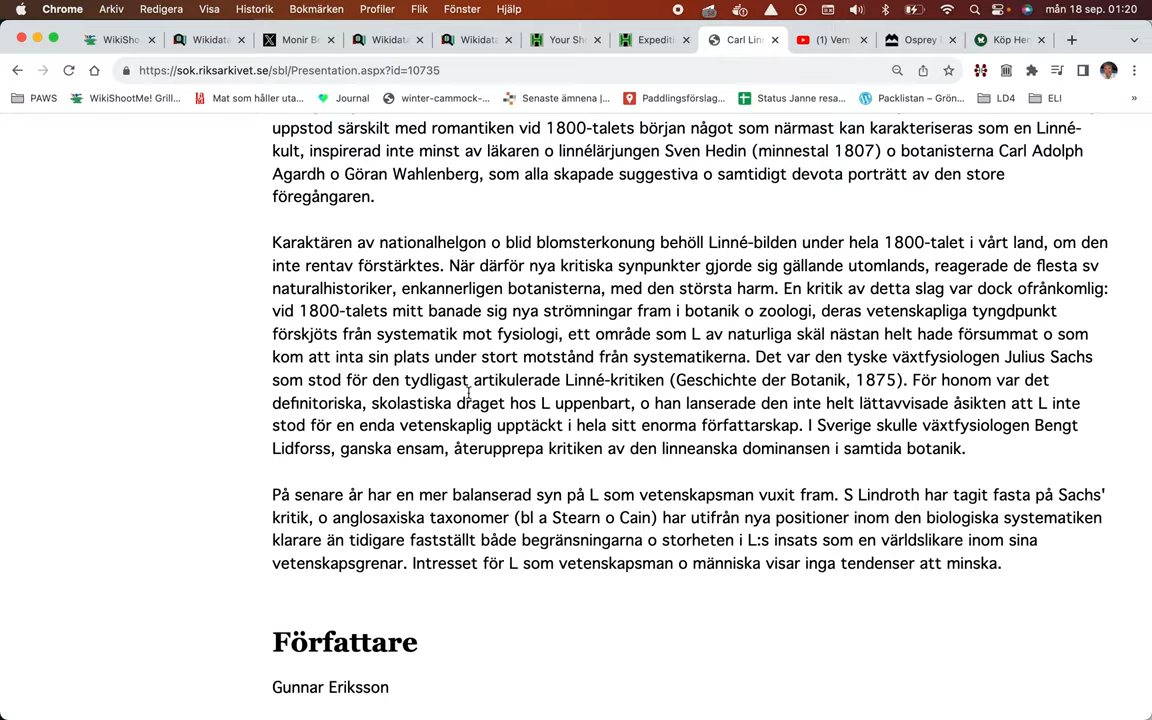 Chrome Arkiv Redigera Visa Historik Bokmärken Profiler Flik Fönster Hjälp mån 18 sep. 01:20
WikiSho Wikidat Monir B Wikidat Wikidat Your Sh Expediti Carl Linn (1) Vem Osprey Köp Hen
https://sok.riksarkivet.se/sbl/Presentation.aspx?id=10735
PAWS WikiShootMe! Grill... Mat som håller uta... Journal winter-cammock-... Senaste ämnena |... Paddlingsförslag... Status Janne resa... Packlistan – Grön... LD4 ELI »
uppstod särskilt med romantiken vid 1800-talets början något som närmast kan karakteriseras som en Linné-
kult, inspirerad inte minst av läkaren o linnélärjungen Sven Hedin (minnestal 1807) o botanisterna Carl Adolph
Agardh o Göran Wahlenberg, som alla skapade suggestiva o samtidigt devota porträtt av den store
föregångaren.
Karaktären av nationalhelgon o blid blomsterkonung behöll Linné-bilden under hela 1800-talet i vårt land, om den
inte rentav förstärktes. När därför nya kritiska synpunkter gjorde sig gällande utomlands, reagerade de flesta sv
naturalhistoriker, enkannerligen botanisterna, med den största harm. En kritik av detta slag var dock ofrånkomlig:
vid 1800-talets mitt banade sig nya strömningar fram i botanik o zoologi, deras vetenskapliga tyngdpunkt
förskjöts från systematik mot fysiologi, ett område som L av naturliga skäl nästan helt hade försummat o som
kom att inta sin plats under stort motstånd från systematikerna. Det var den tyske växtfysiologen Julius Sachs
som stod för den tydligast artikulerade Linné-kritiken (Geschichte der Botanik, 1875). För honom var det
definitoriska, skolastiska draget hos L uppenbart, o han lanserade den inte helt lättavvisade åsikten att L inte
stod för en enda vetenskaplig upptäckt i hela sitt enorma författarskap. I Sverige skulle växtfysiologen Bengt
Lidforss, ganska ensam, återupprepa kritiken av den linneanska dominansen i samtida botanik.
På senare år har en mer balanserad syn på L som vetenskapsman vuxit fram. S Lindroth har tagit fasta på Sachs'
kritik, o anglosaxiska taxonomer (bl a Stearn o Cain) har utifrån nya positioner inom den biologiska systematiken
klarare än tidigare fastställt både begränsningarna o storheten i L:s insats som en världslikare inom sina
vetenskapsgrenar. Intresset för L som vetenskapsman o människa visar inga tendenser att minska.
Författare
Gunnar Eriksson